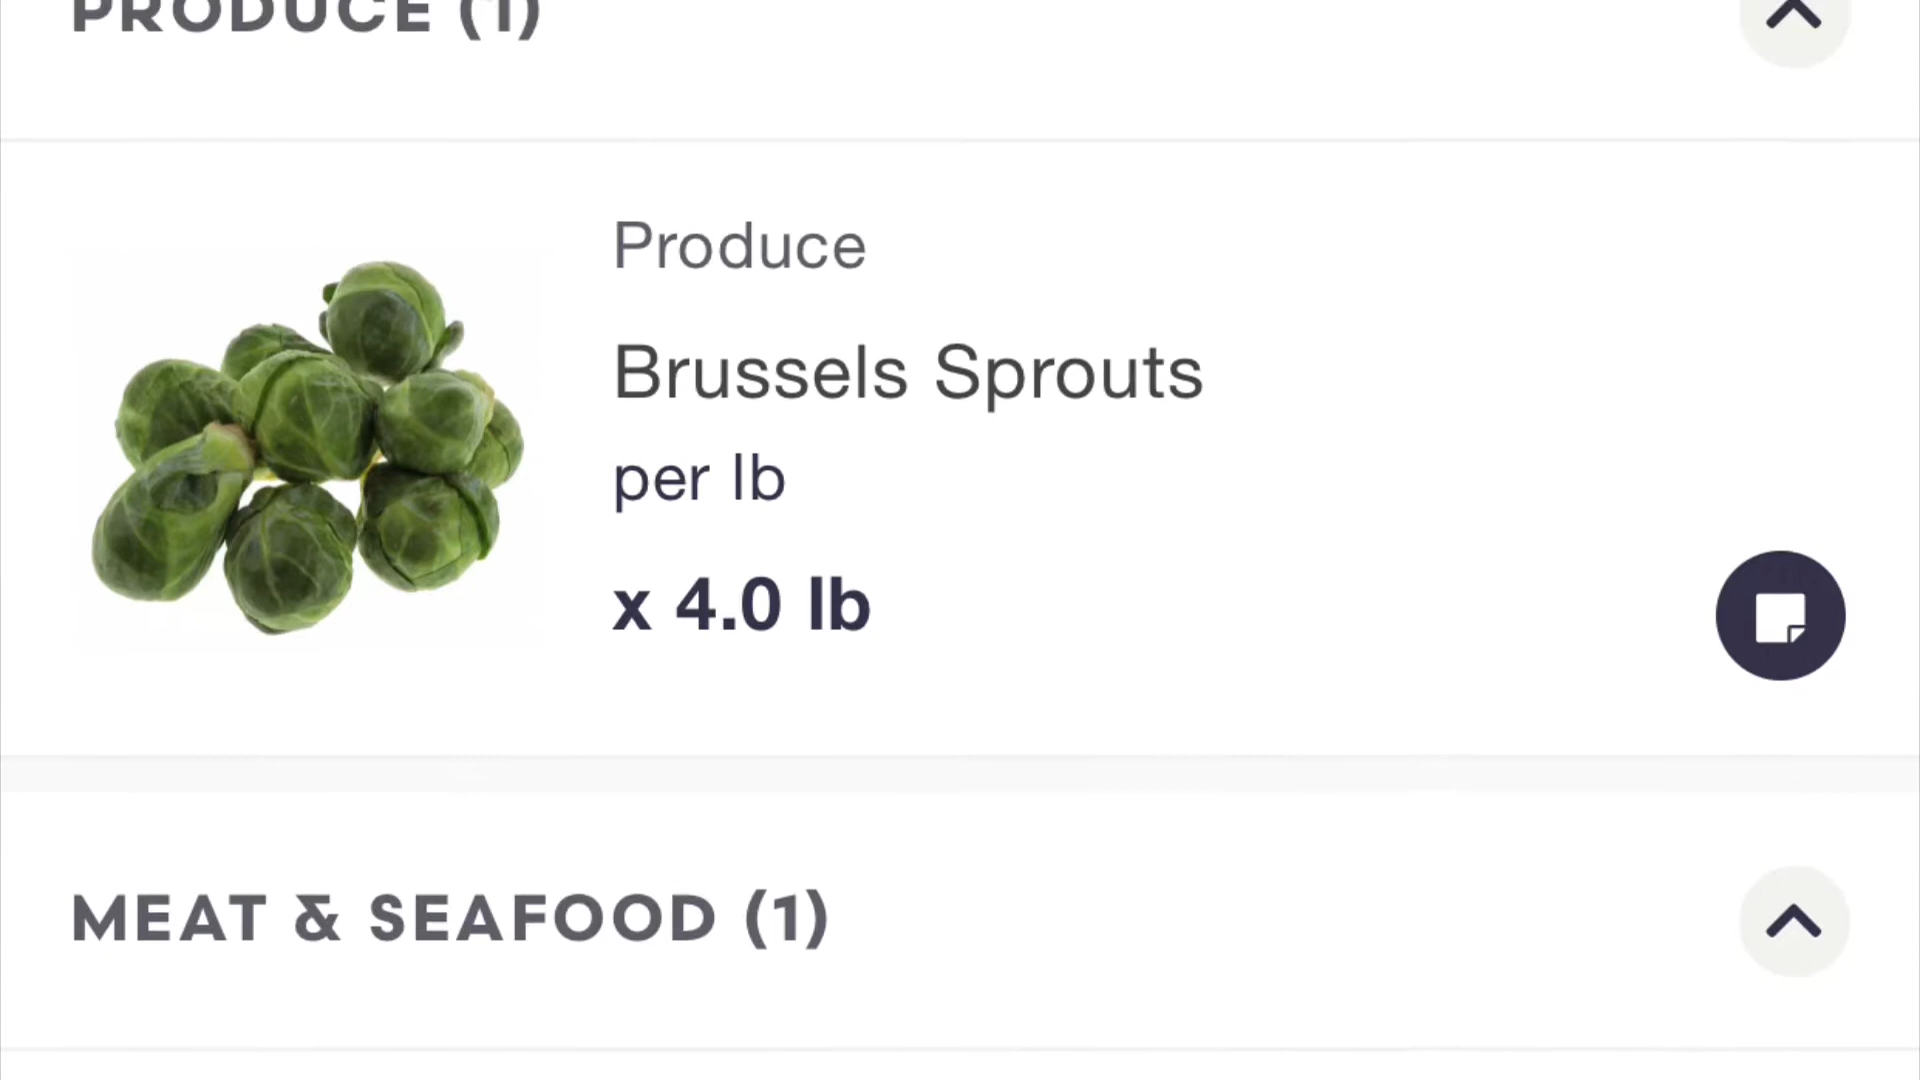 PRODUCE (1)
Produce
Brussels Sprouts
per lb
x 4.0 lb
MEAT & SEAFOOD (1)